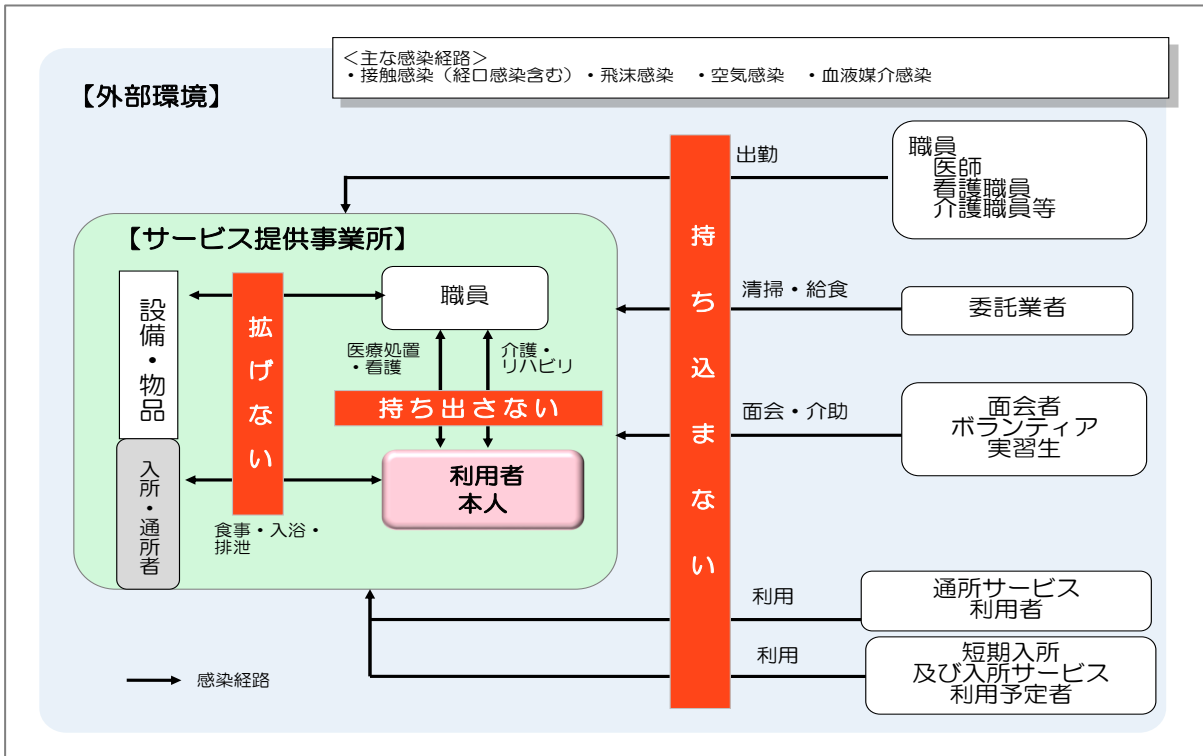 ＜主な感染経路＞
・接触感染（経口感染含む）・飛沫感染　・空気感染　・血液媒介感染
【外部環境】
出勤
職員
医師
看護職員
介護職員等
【サービス提供事業所】
設備・物品
拡げない
職員
医療処置
・看護
介護・
リハビリ
持ち出さない
入所・通所者
利用者
本人
食事・入浴・
排泄
持ち込まない
清掃・給食
委託業者
面会・介助
面会者
ボランティア
実習生
利用
通所サービス
利用者
利用
短期入所
及び入所サービス
利用予定者
感染経路